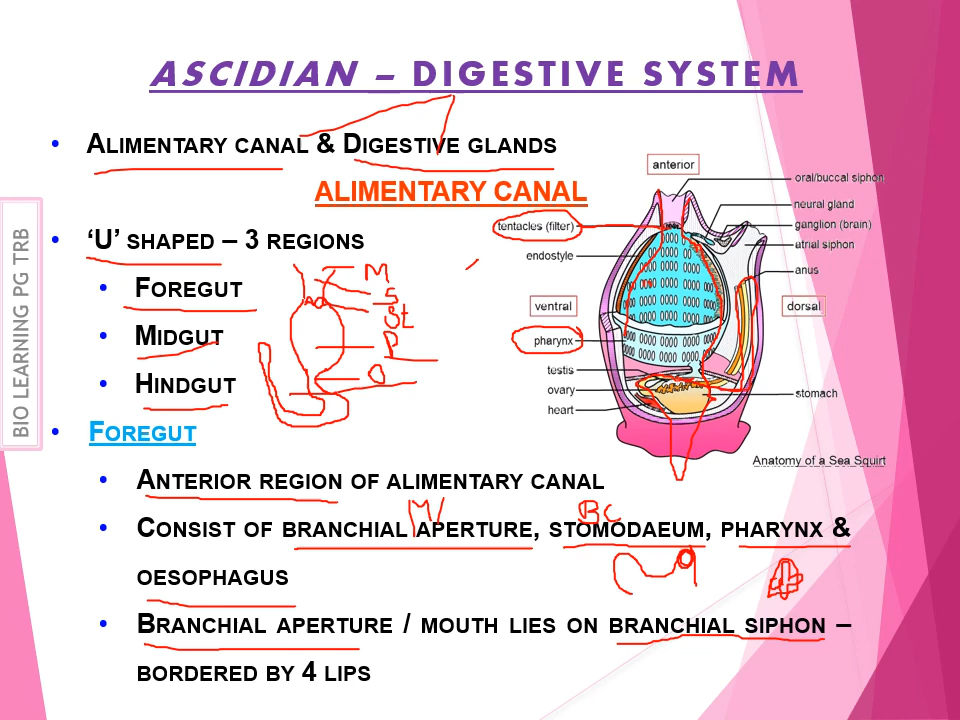 ASCIDIAN – DIGESTIVE SYSTEM
• ALIMENTARY CANAL & DIGESTIVE GLANDS
ALIMENTARY CANAL
• ‘U’ SHAPED – 3 REGIONS
• FOREGUT
• MIDGUT
• HINDGUT
• FOREGUT
• ANTERIOR REGION OF ALIMENTARY CANAL
• CONSIST OF BRANCHIAL APERTURE, STOMODAEUM, PHARYNX &
OESOPHAGUS
• BRANCHIAL APERTURE / MOUTH LIES ON BRANCHIAL SIPHON –
BORDERED BY 4 LIPS
BIO LEARNING PG TRB
anterior
oral/buccal siphon
neural gland
tentacles (filter)
ganglion (brain)
endostyle
atrial siphon
anus
ventral
dorsal
pharynx
testis
ovary
stomach
heart
Anatomy of a Sea Squirt
M
S
St
P
O
M
BC